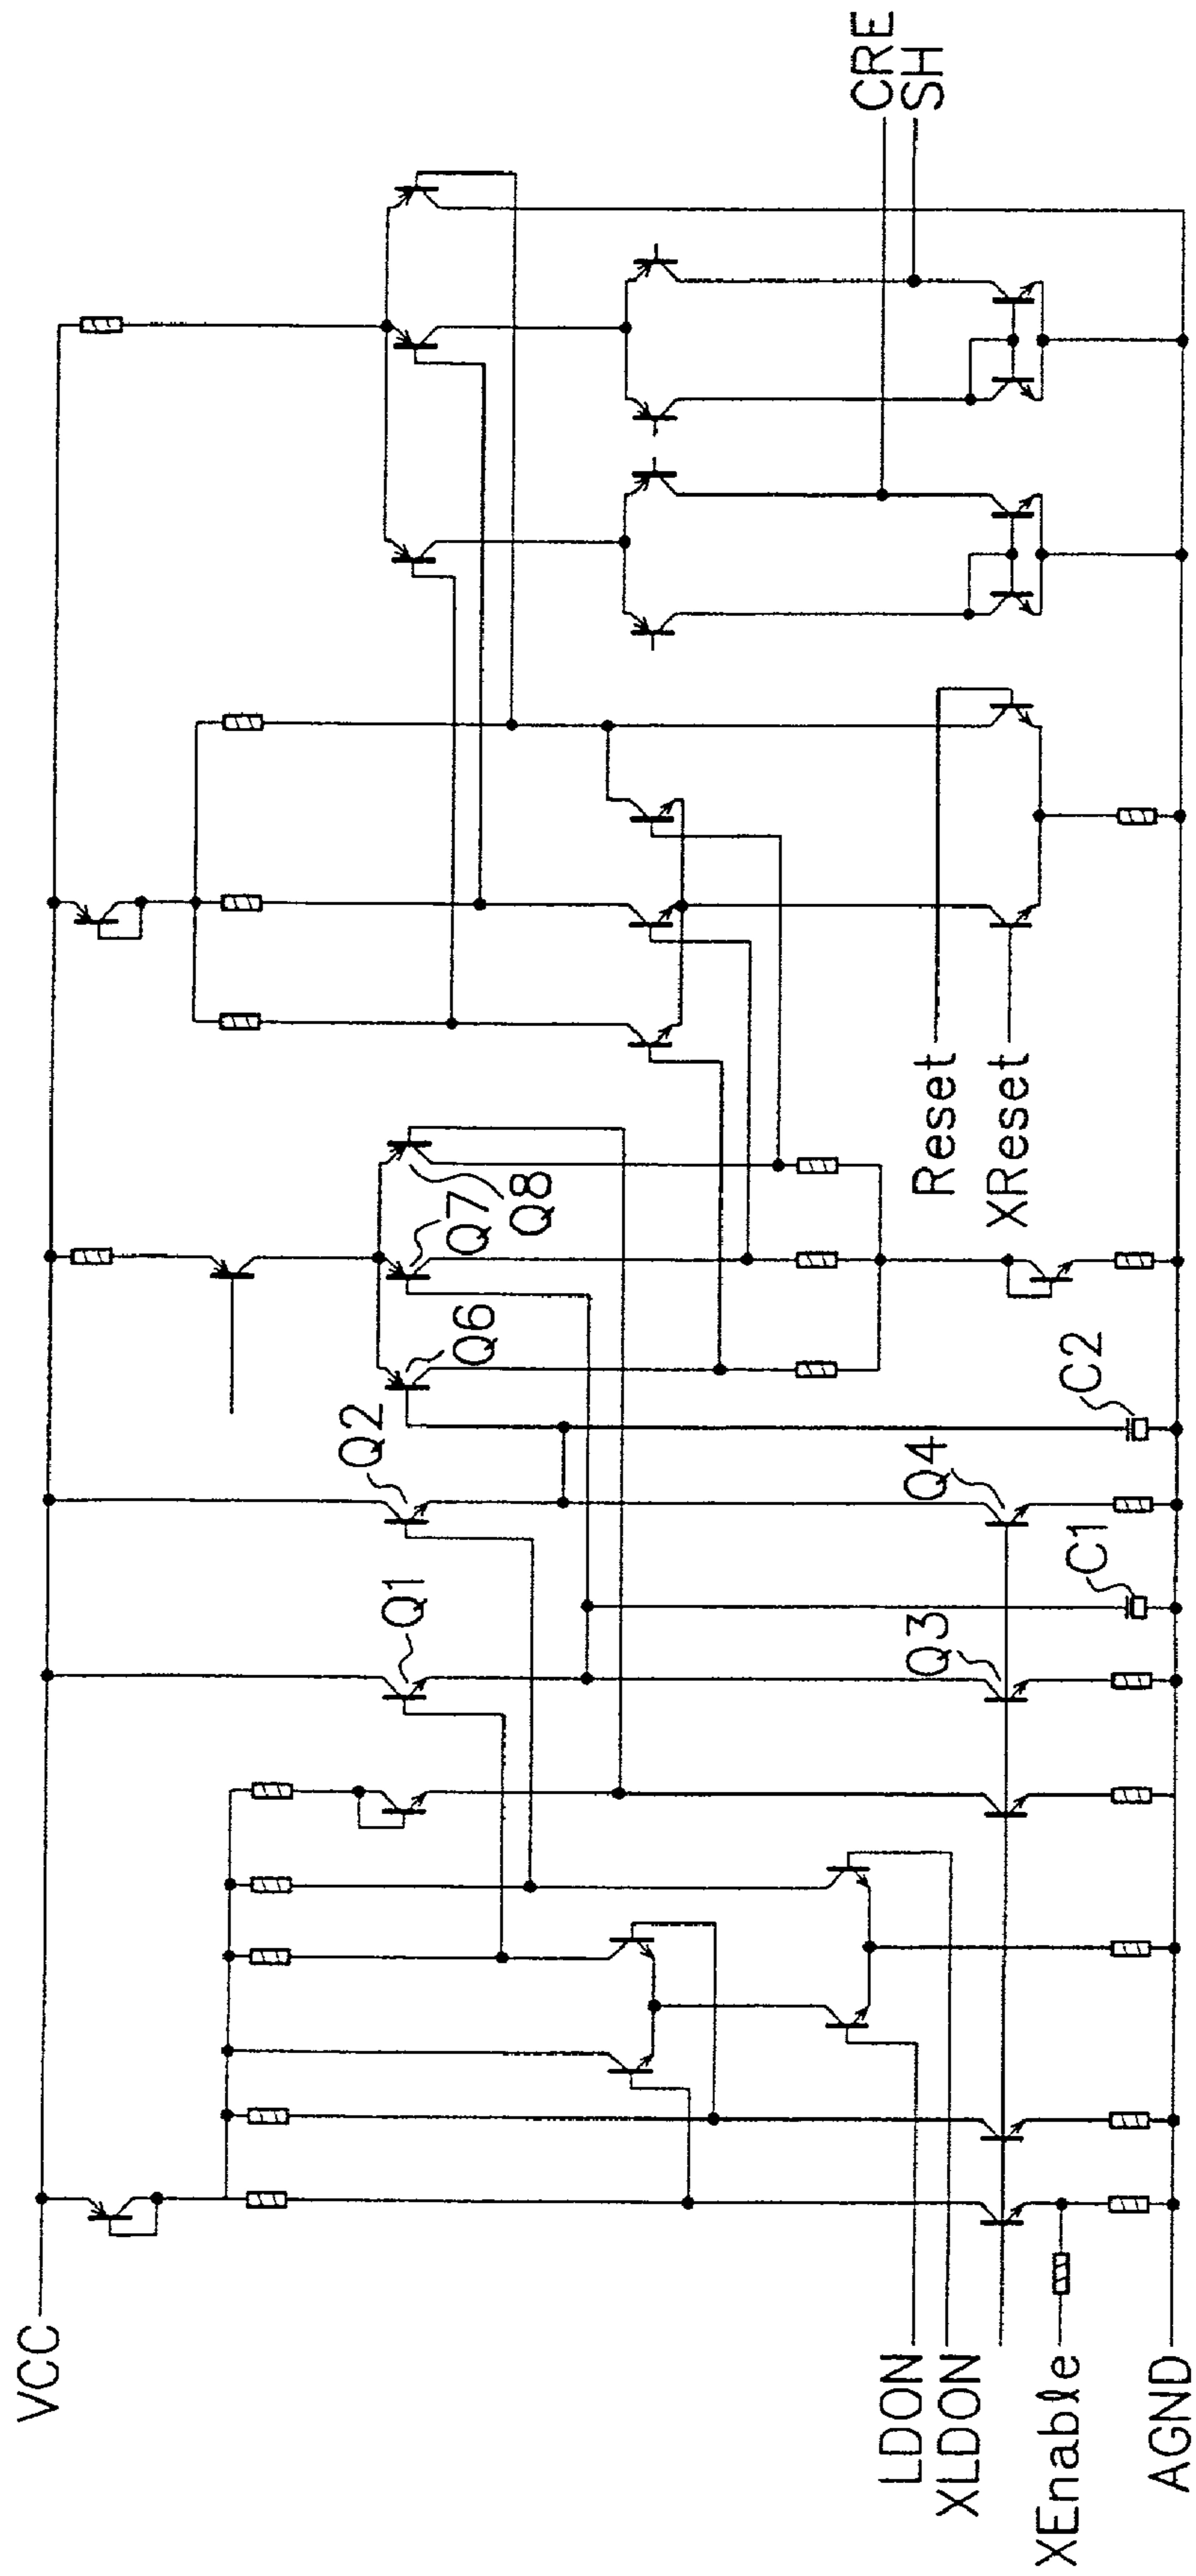 VCC
LDON
XLDON
XEnable
AGND
Q1
Q2
Q3
Q4
C1
C2
Q6
Q7
Q8
Reset
XReset
CRE
SH